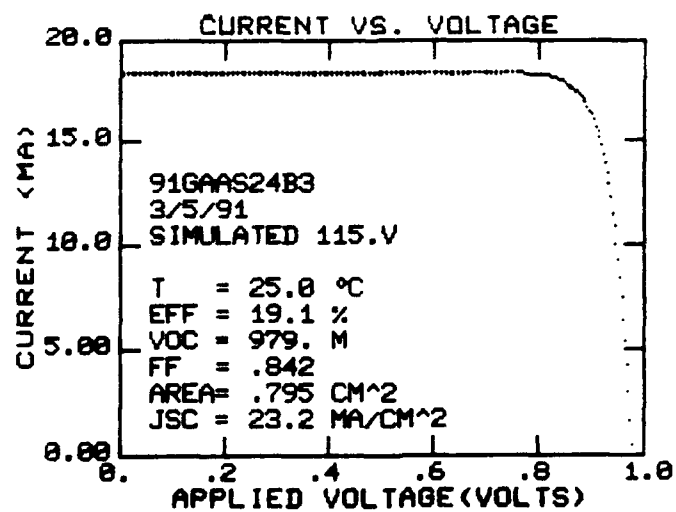 CURRENT VS. VOLTAGE
20.0
15.0
10.0
5.00
0.00
CURRENT <MA>
91GAAS24B3
3/5/91
SIMULATED 115.V
T = 25.0 °C
EFF = 19.1 %
VOC = 979. M
FF = .842
AREA= .795 CM^2
JSC = 23.2 MA/CM^2
0. .2 .4 .6 .8 1.0
APPLIED VOLTAGE(VOLTS)